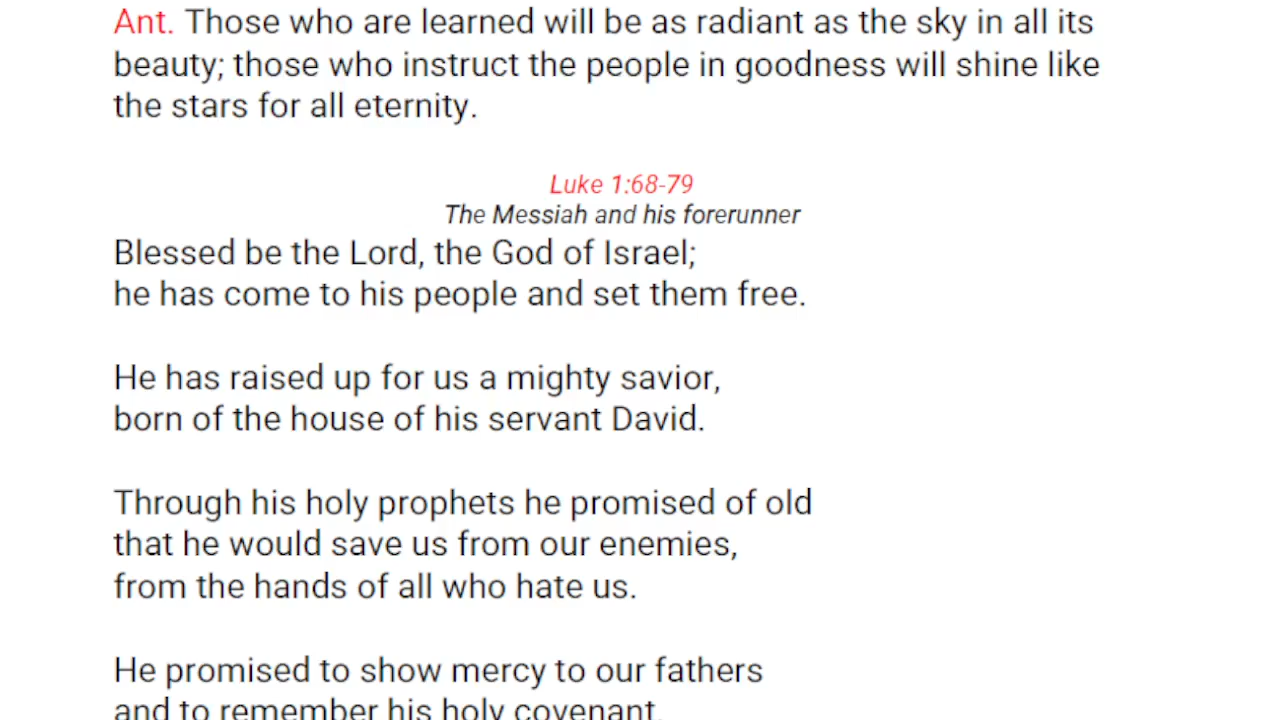 Ant. Those who are learned will be as radiant as the sky in all its
beauty; those who instruct the people in goodness will shine like
the stars for all eternity.
Luke 1:68-79
The Messiah and his forerunner
Blessed be the Lord, the God of Israel;
he has come to his people and set them free.
He has raised up for us a mighty savior,
born of the house of his servant David.
Through his holy prophets he promised of old
that he would save us from our enemies,
from the hands of all who hate us.
He promised to show mercy to our fathers
and to remember his holy covenant.